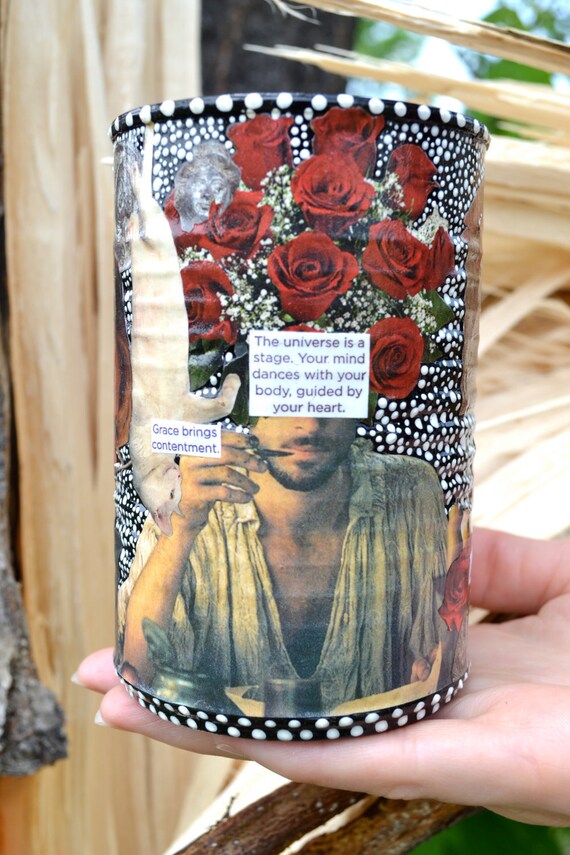 The universe is a
stage. Your mind
dances with your
body, guided by
your heart.
Grace brings
contentment.